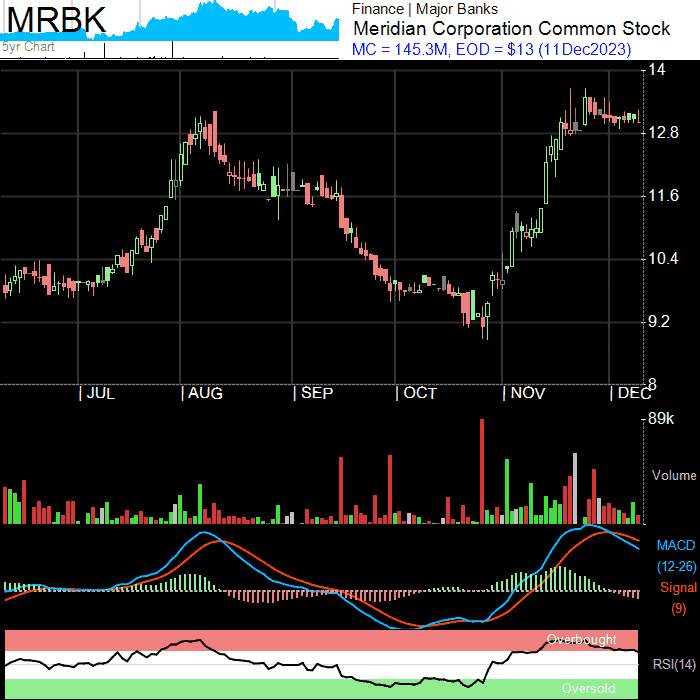 MRBK
5yr Chart
Finance | Major Banks
Meridian Corporation Common Stock
MC = 145.3M, EOD = $13 (11Dec2023)
14
12.8
11.6
10.4
9.2
8
JUL AUG SEP OCT NOV DEC
89k
Volume
MACD
(12-26)
Signal
(9)
Overbought
RSI(14)
Oversold